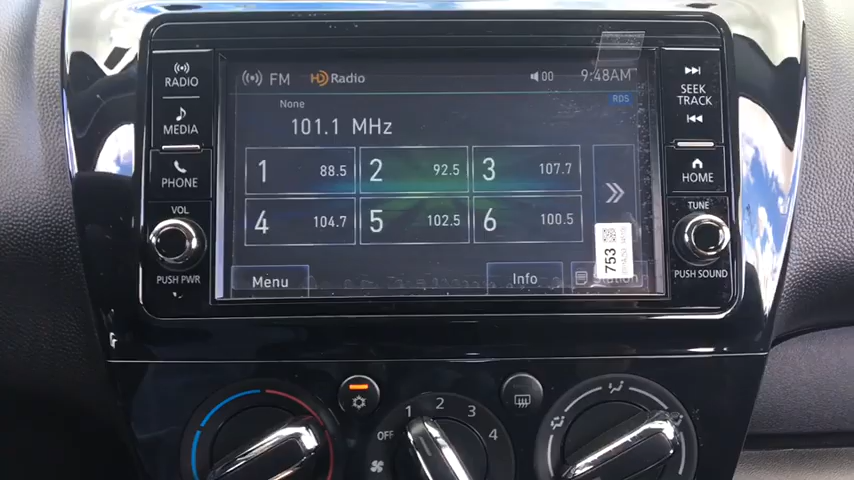 RADIO
MEDIA
PHONE
VOL
PUSH PWR
FM HD Radio 00 9:48AM
None RDS
101.1 MHz
1 88.5 2 92.5 3 107.7
4 104.7 5 102.5 6 100.5
Menu Info
753
SEEK
TRACK
HOME
TUNE
PUSH SOUND
OFF 1 2 3 4